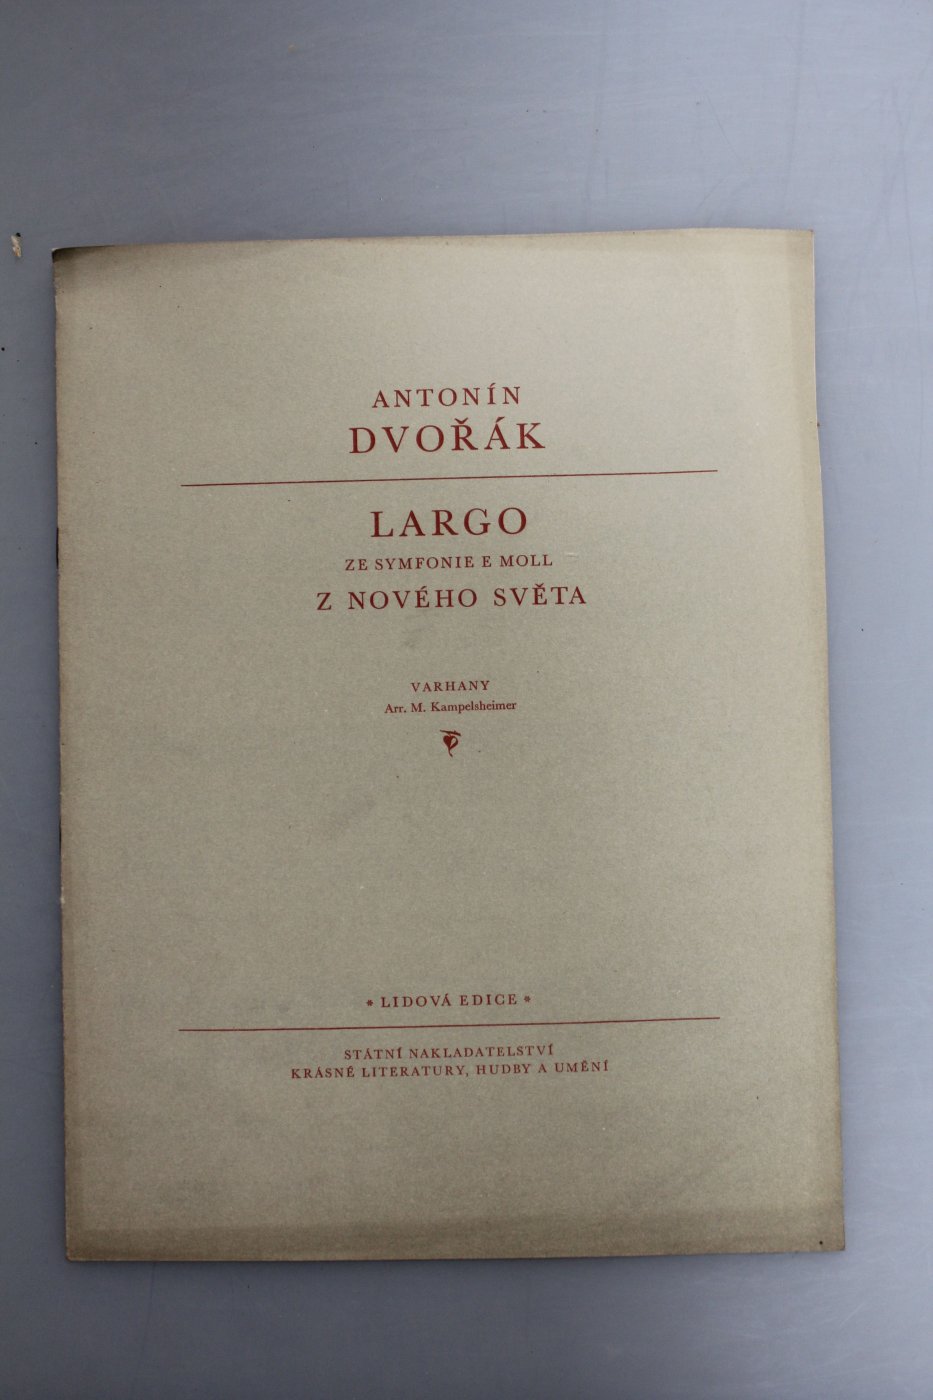 ANTONÍN
DVOŘÁK
LARGO
ZE SYMFONIE E MOLL
Z NOVÉHO SVĚTA
VARHANY
Arr. M. Kampelsheimer
* LIDOVÁ EDICE *
STÁTNÍ NAKLADATELSTVÍ
KRÁSNÉ LITERATURY, HUDBY A UMĚNÍ